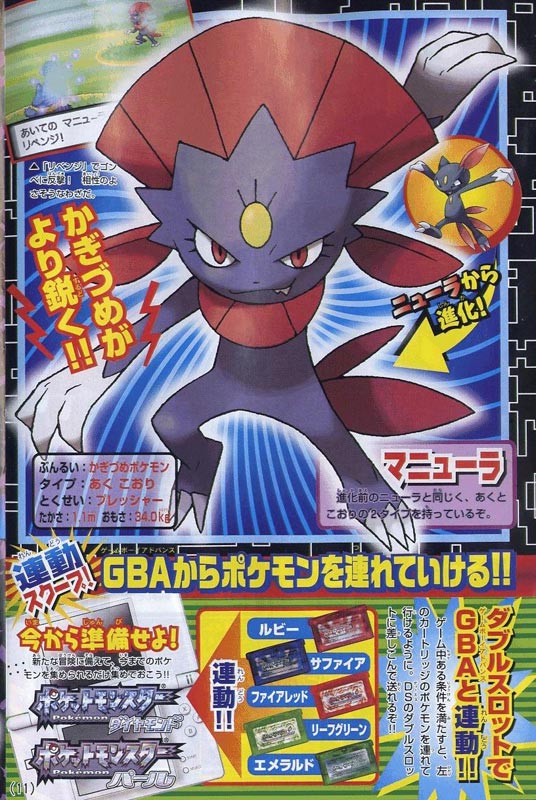 あいての マニュー
リベンジ!
▲「リベンジ」でゴン
べに反撃! 相性のよ
さそうなわざだ。
かぎづめが
より鋭く!!
ニューラから
進化!
ぶんるい:かぎづめポケモン
タイプ:あく こおり
とくせい:プレッシャー
たかさ:1.1m おもさ:34.0kg
マニューラ
進化前のニューラと同じく、あくと
こおりの2タイプを持っているぞ。
連動
スクープ!
GBAからポケモンを連れていける!!
今から準備せよ!
新たな冒険に備えて、今までのポケ
モンを集められるだけ集めておこう!!
ポケットモンスター
Pokémon
ダイヤモンド
ポケットモンスター
Pokémon
パール
連動!!
ルビー
サファイア
ファイアレッド
リーフグリーン
エメラルド
ダブルスロットで
GBAと連動!!
ゲーム中ある条件を満たすと、左
のカートリッジのポケモンを連れて
行けるように。DSのダブルスロッ
トに差しこんで送れるぞ!!
(11)